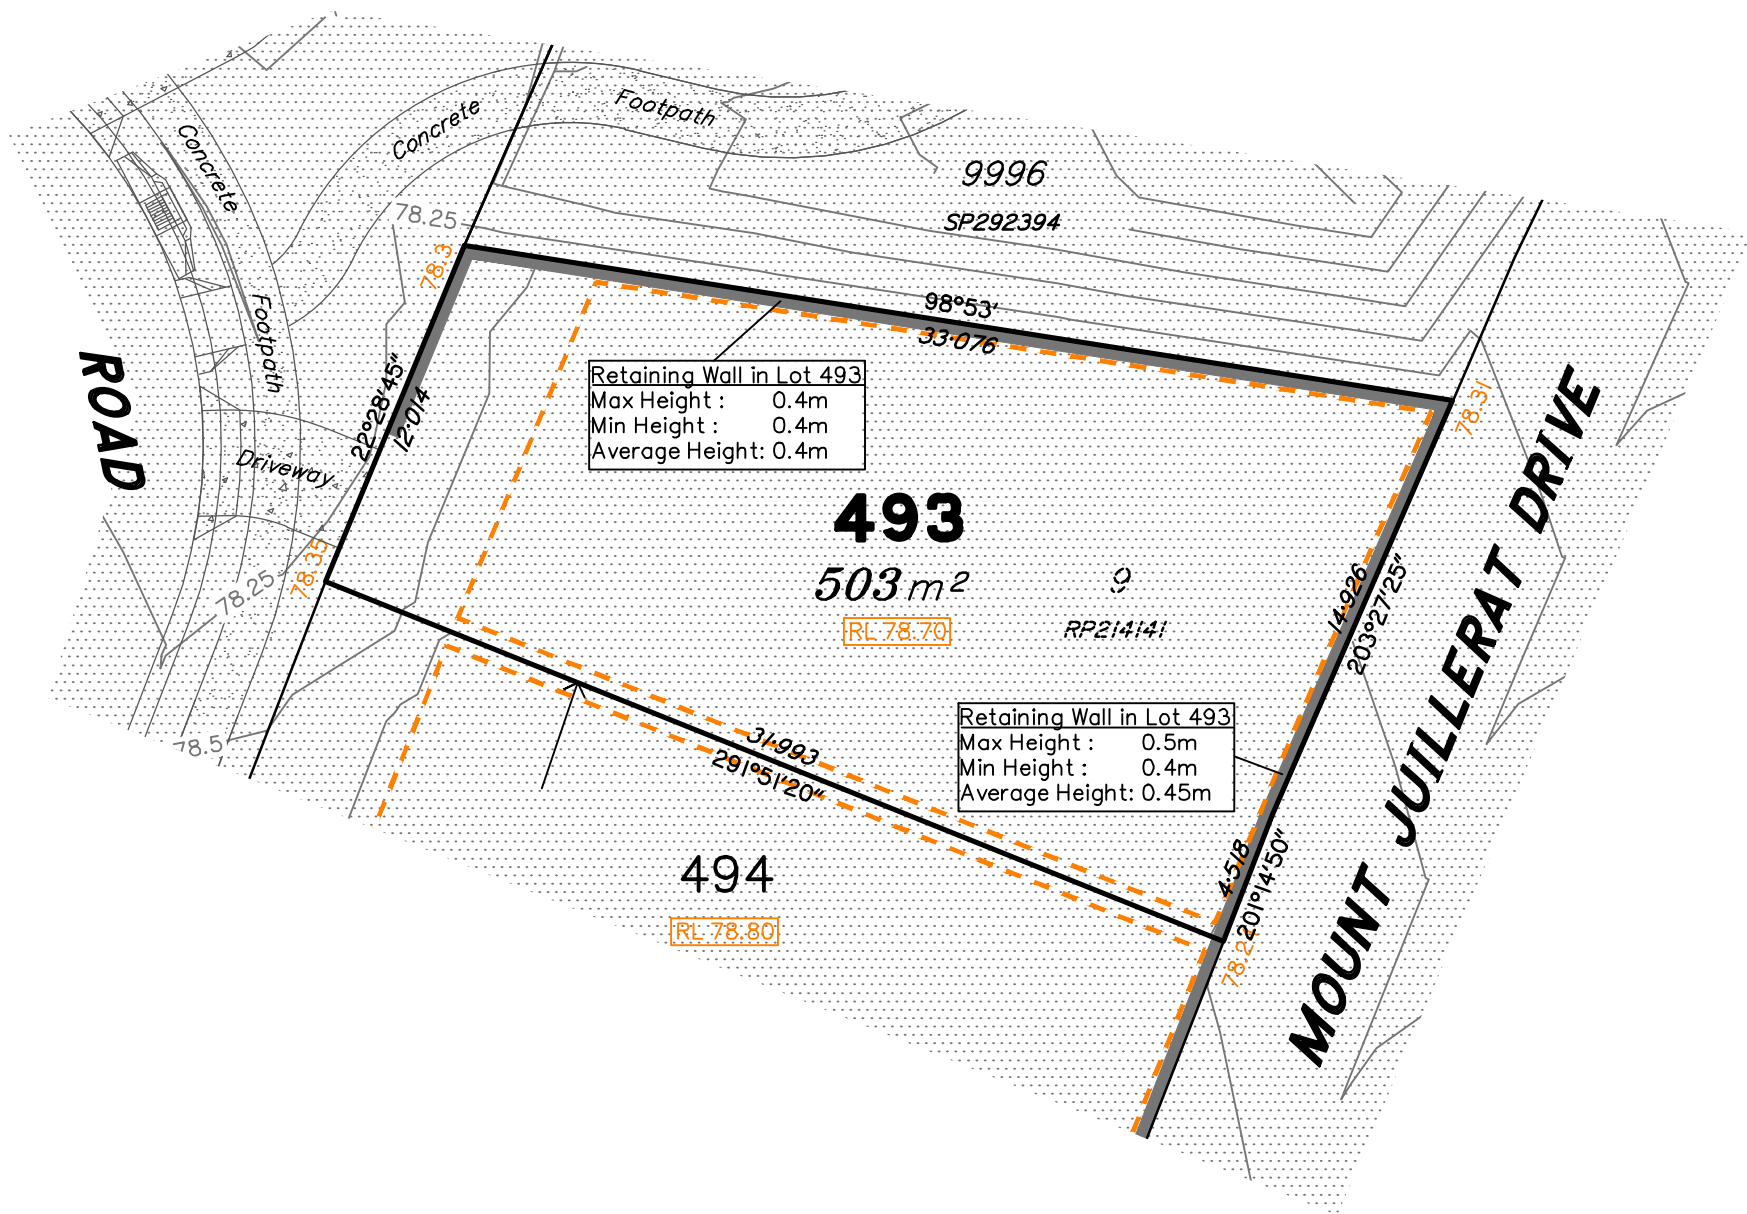 Concrete
Footpath
Concrete
Footpath
9996
SP292394
78.25
78.3
98°53'
33·076
ROAD
22°28'45"
12·014
Driveway
Retaining Wall in Lot 493
Max Height : 0.4m
Min Height : 0.4m
Average Height: 0.4m
78.31
MOUNT JUILLERAT DRIVE
493
503 m²
9
RP214141
RL 78.70
14·926
203°27'25"
78.35
78.25
78.5
31·993
291°51'20"
Retaining Wall in Lot 493
Max Height : 0.5m
Min Height : 0.4m
Average Height: 0.45m
4·518
201°14'50"
494
RL 78.80